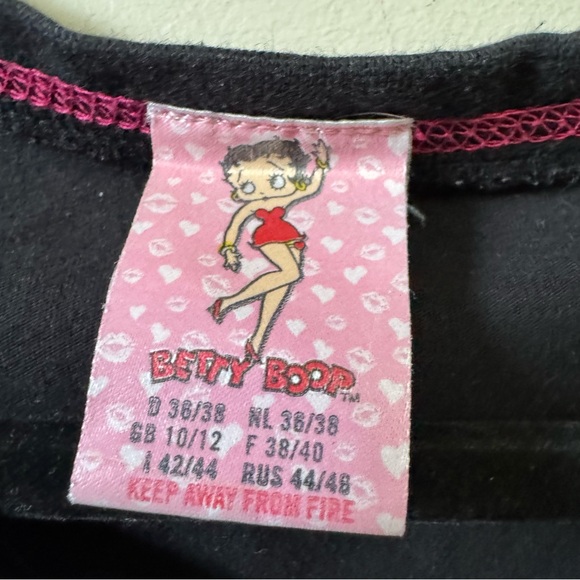 BETTY BOOP™
D 36/38 NL 36/38
GB 10/12 F 38/40
I 42/44 RUS 44/48
KEEP AWAY FROM FIRE